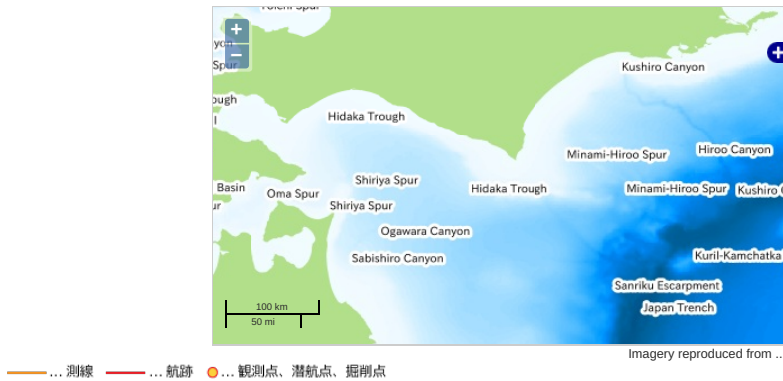 Kushiro Canyon
ough
Hidaka Trough
Hiroo Canyon
Minami-Hiroo Spur
Shiriya Spur
Basin
Oma Spur
Hidaka Trough
Minami-Hiroo Spur
Kushiro
Shiriya Spur
Ogawara Canyon
Sabishiro Canyon
Kuril-Kamchatka
Sanriku Escarpment
Japan Trench
100 km
50 mi
Imagery reproduced from ..
... 測線 ... 航跡 ... 観測点、潜航点、掘削点